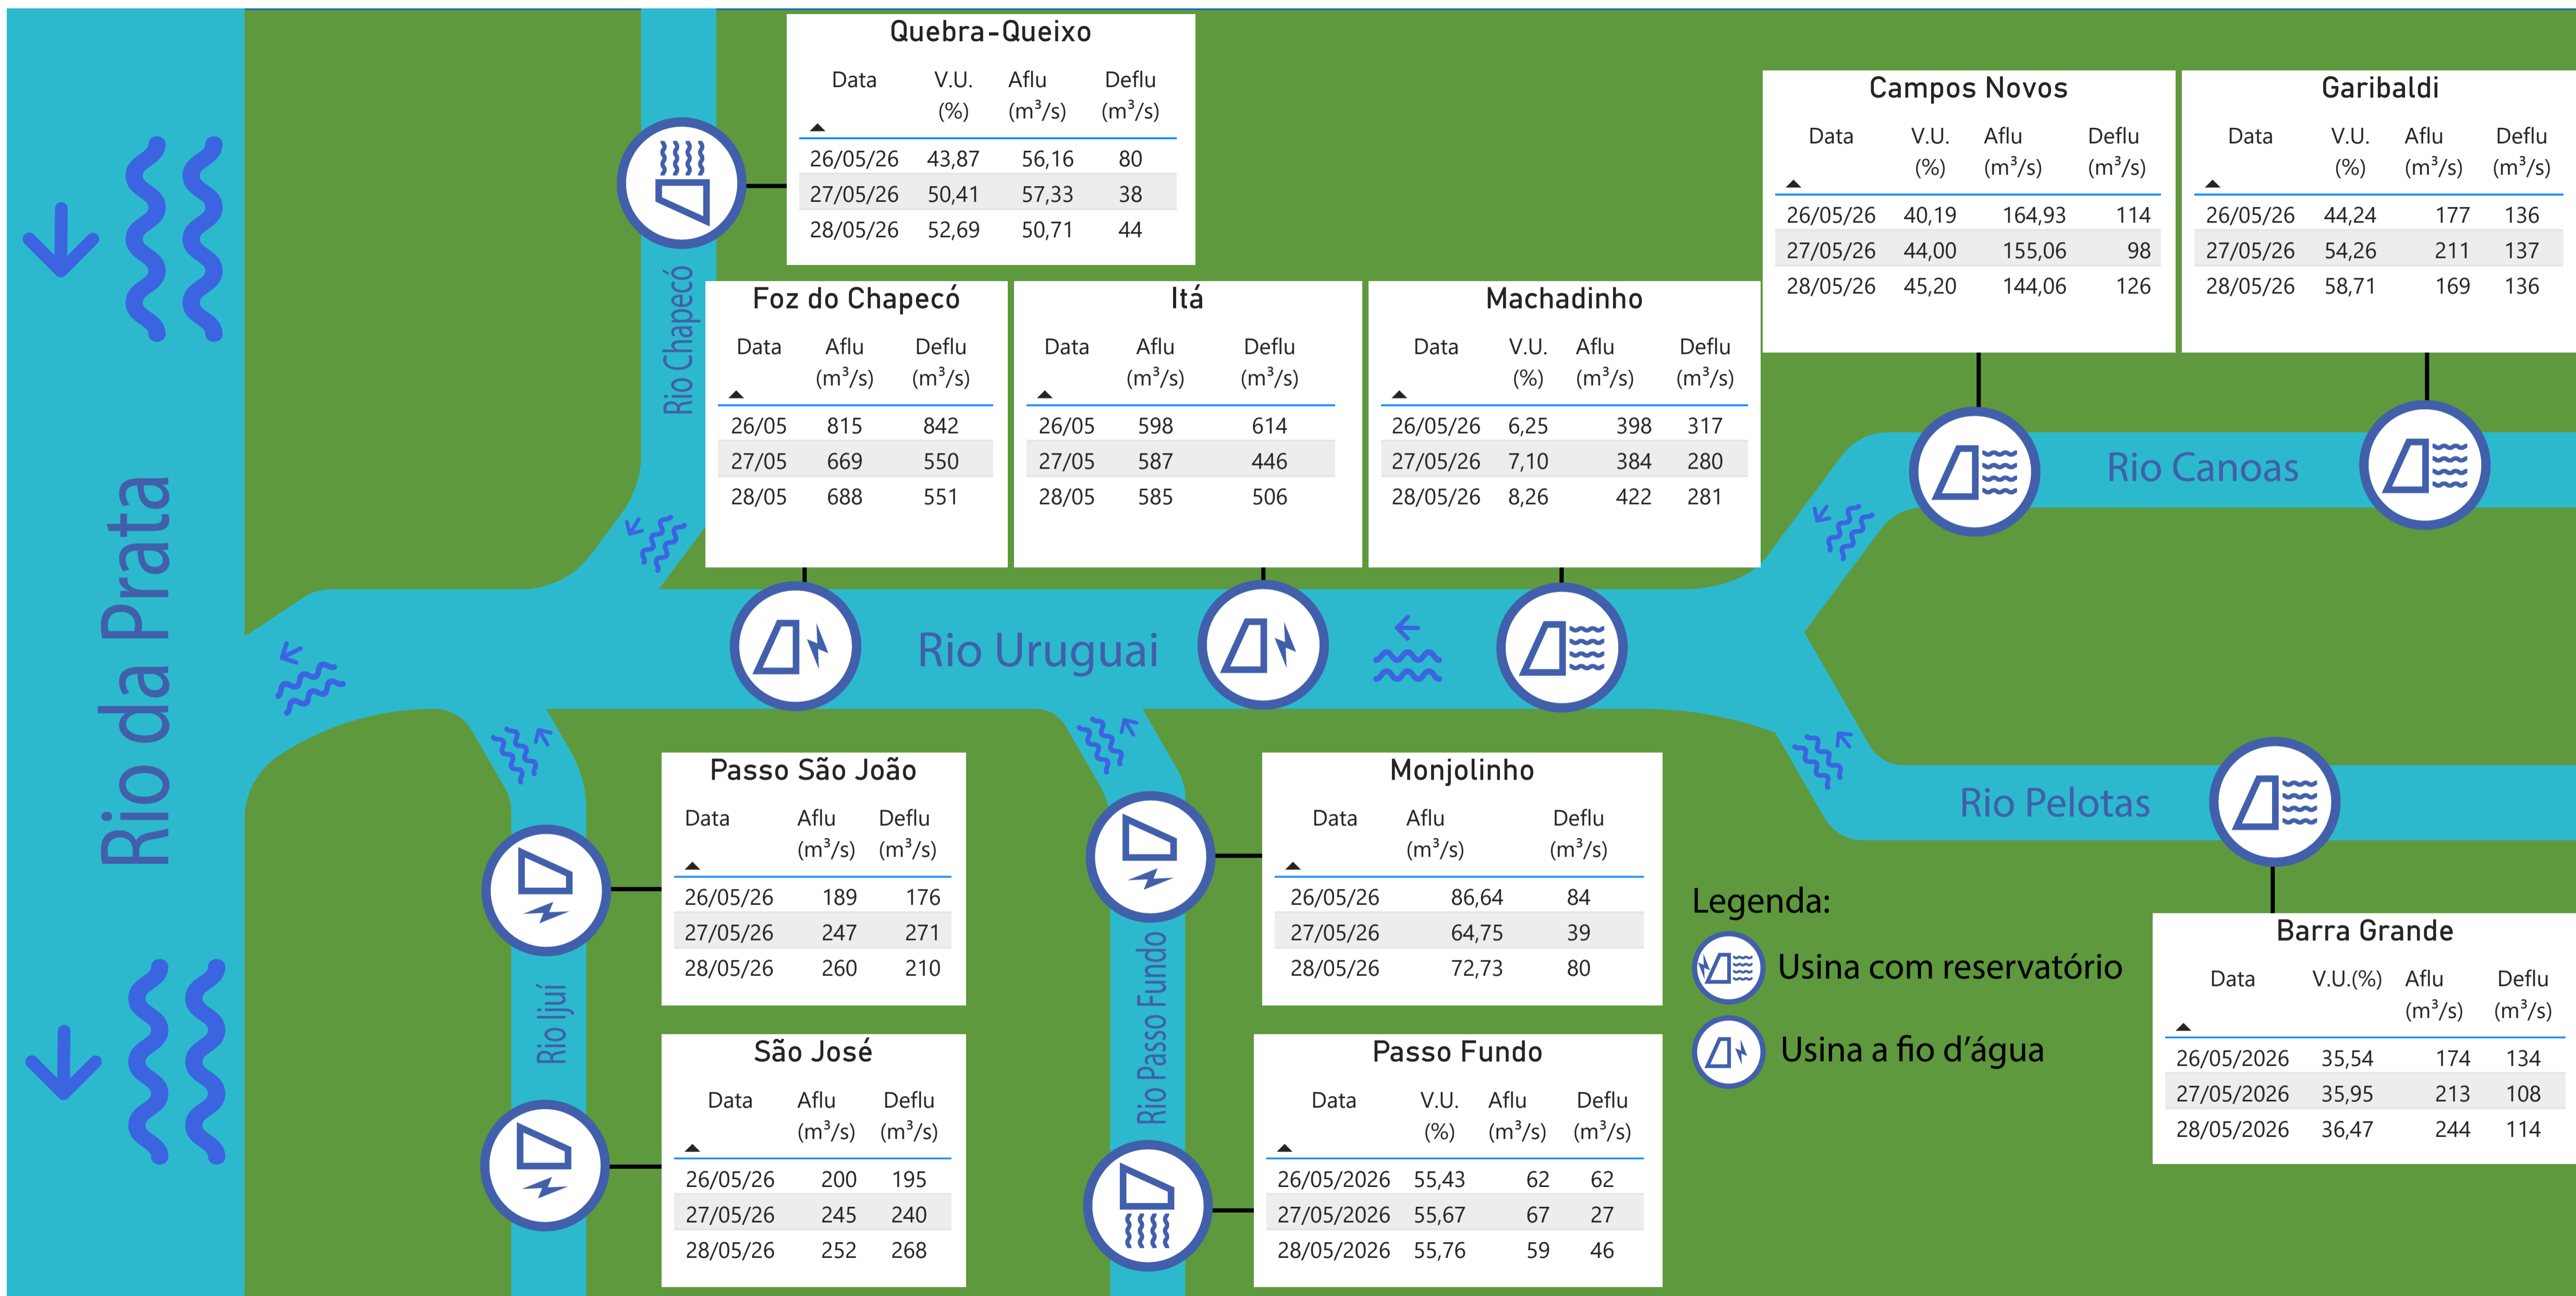 Quebra-Queixo
Data V.U. (%) Aflu (m³/s) Deflu (m³/s)
26/05/26 43,87 56,16 80
27/05/26 50,41 57,33 38
28/05/26 52,69 50,71 44
Campos Novos
Data V.U. (%) Aflu (m³/s) Deflu (m³/s)
26/05/26 40,19 164,93 114
27/05/26 44,00 155,06 98
28/05/26 45,20 144,06 126
Garibaldi
Data V.U. (%) Aflu (m³/s) Deflu (m³/s)
26/05/26 44,24 177 136
27/05/26 54,26 211 137
28/05/26 58,71 169 136
Rio Chapecó
Foz do Chapecó
Data Aflu (m³/s) Deflu (m³/s)
26/05 815 842
27/05 669 550
28/05 688 551
Itá
Data Aflu (m³/s) Deflu (m³/s)
26/05 598 614
27/05 587 446
28/05 585 506
Machadinho
Data V.U. (%) Aflu (m³/s) Deflu (m³/s)
26/05/26 6,25 398 317
27/05/26 7,10 384 280
28/05/26 8,26 422 281
Rio Canoas
Rio da Prata
Rio Uruguai
Rio Pelotas
Passo São João
Data Aflu (m³/s) Deflu (m³/s)
26/05/26 189 176
27/05/26 247 271
28/05/26 260 210
Monjolinho
Data Aflu (m³/s) Deflu (m³/s)
26/05/26 86,64 84
27/05/26 64,75 39
28/05/26 72,73 80
Rio Ijuí
Rio Passo Fundo
Legenda:
Usina com reservatório
Usina a fio d’água
Barra Grande
Data V.U.(%) Aflu (m³/s) Deflu (m³/s)
26/05/2026 35,54 174 134
27/05/2026 35,95 213 108
28/05/2026 36,47 244 114
São José
Data Aflu (m³/s) Deflu (m³/s)
26/05/26 200 195
27/05/26 245 240
28/05/26 252 268
Passo Fundo
Data V.U. (%) Aflu (m³/s) Deflu (m³/s)
26/05/2026 55,43 62 62
27/05/2026 55,67 67 27
28/05/2026 55,76 59 46